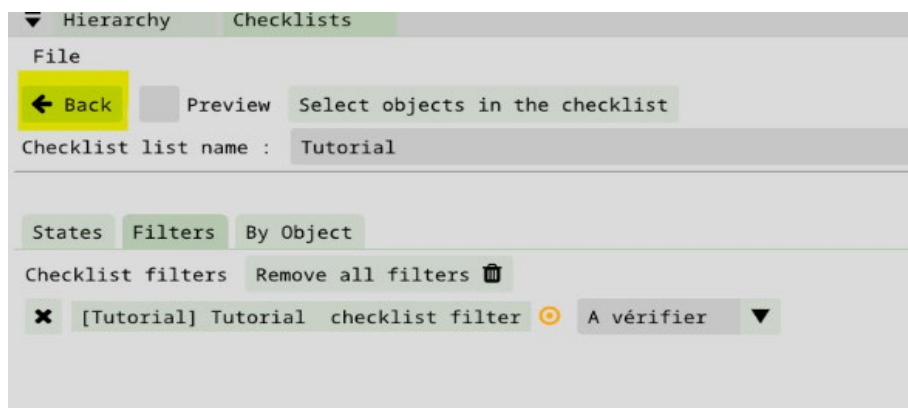 Hierarchy Checklists
File
Back Preview Select objects in the checklist
Checklist list name : Tutorial
States Filters By Object
Checklist filters Remove all filters
[Tutorial] Tutorial checklist filter A vérifier